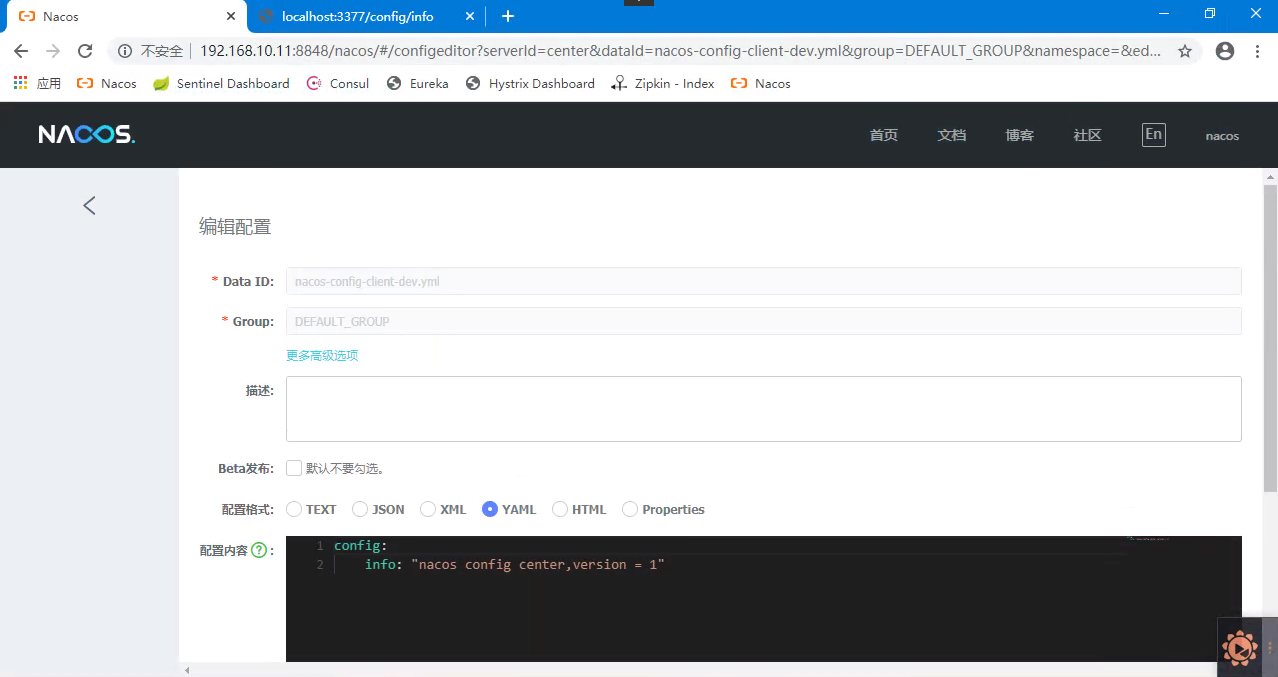 Nacos
localhost:3377/config/info
不安全 192.168.10.11:8848/nacos/#/configeditor?serverId=center&dataId=nacos-config-client-dev.yml&group=DEFAULT_GROUP&namespace=&ed...
应用 Nacos Sentinel Dashboard Consul Eureka Hystrix Dashboard Zipkin - Index Nacos
NACOS. 首页 文档 博客 社区 En nacos
编辑配置
* Data ID: nacos-config-client-dev.yml
* Group: DEFAULT_GROUP
更多高级选项
描述:
Beta发布: 默认不要勾选。
配置格式: TEXT JSON XML YAML HTML Properties
配置内容 ? :
1 config:
2 info: "nacos config center,version = 1"